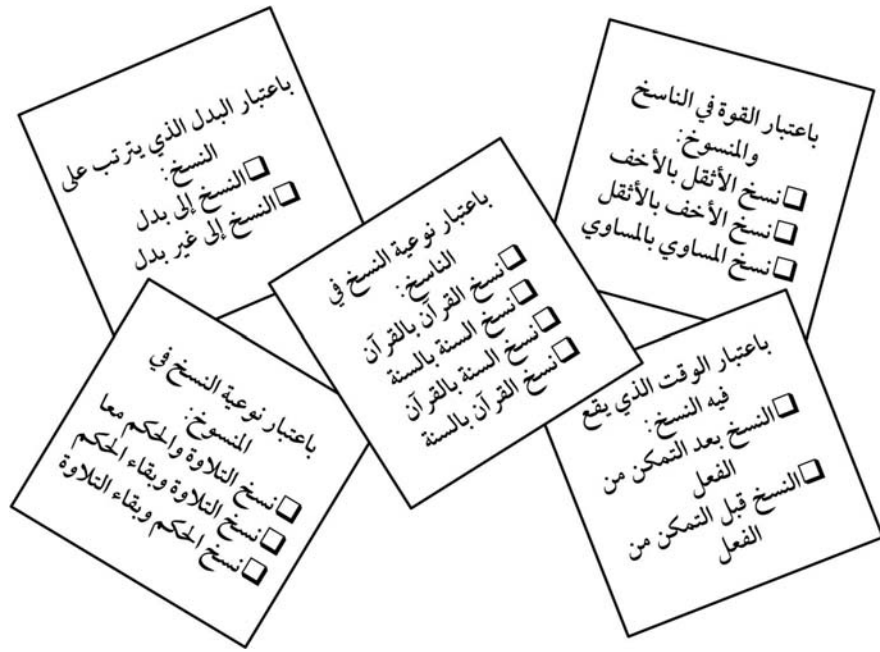 باعتبار القوة في الناسخ
والمنسوخ:
نسخ الأثقل بالأخف
نسخ الأخف بالأثقل
نسخ المساوي بالمساوي
باعتبار البدل الذي يترتب على
النسخ:
النسخ إلى بدل
النسخ إلى غير بدل
باعتبار نوعية النسخ في
الناسخ:
نسخ القرآن بالقرآن
نسخ السنة بالسنة
نسخ السنة بالقرآن
نسخ القرآن بالسنة
باعتبار الوقت الذي يقع
فيه النسخ:
النسخ بعد التمكن من
الفعل
النسخ قبل التمكن من
الفعل
باعتبار نوعية النسخ في
المنسوخ:
نسخ التلاوة والحكم معا
نسخ التلاوة وبقاء الحكم
نسخ الحكم وبقاء التلاوة